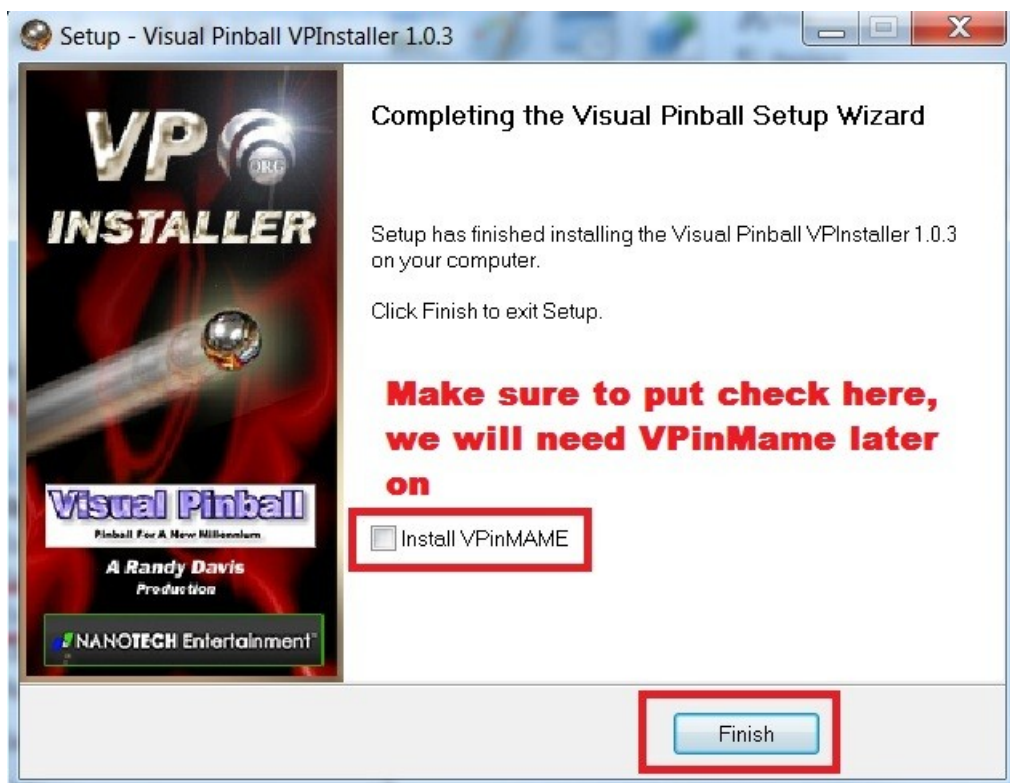 Setup - Visual Pinball VPInstaller 1.0.3
X
VP
ORG
INSTALLER
Visual Pinball
Pinball For A New Millennium
A Randy Davis
Production
NANOTECH Entertainment
Completing the Visual Pinball Setup Wizard
Setup has finished installing the Visual Pinball VPInstaller 1.0.3
on your computer.
Click Finish to exit Setup.
Make sure to put check here,
we will need VPinMame later
on
Install VPinMAME
Finish